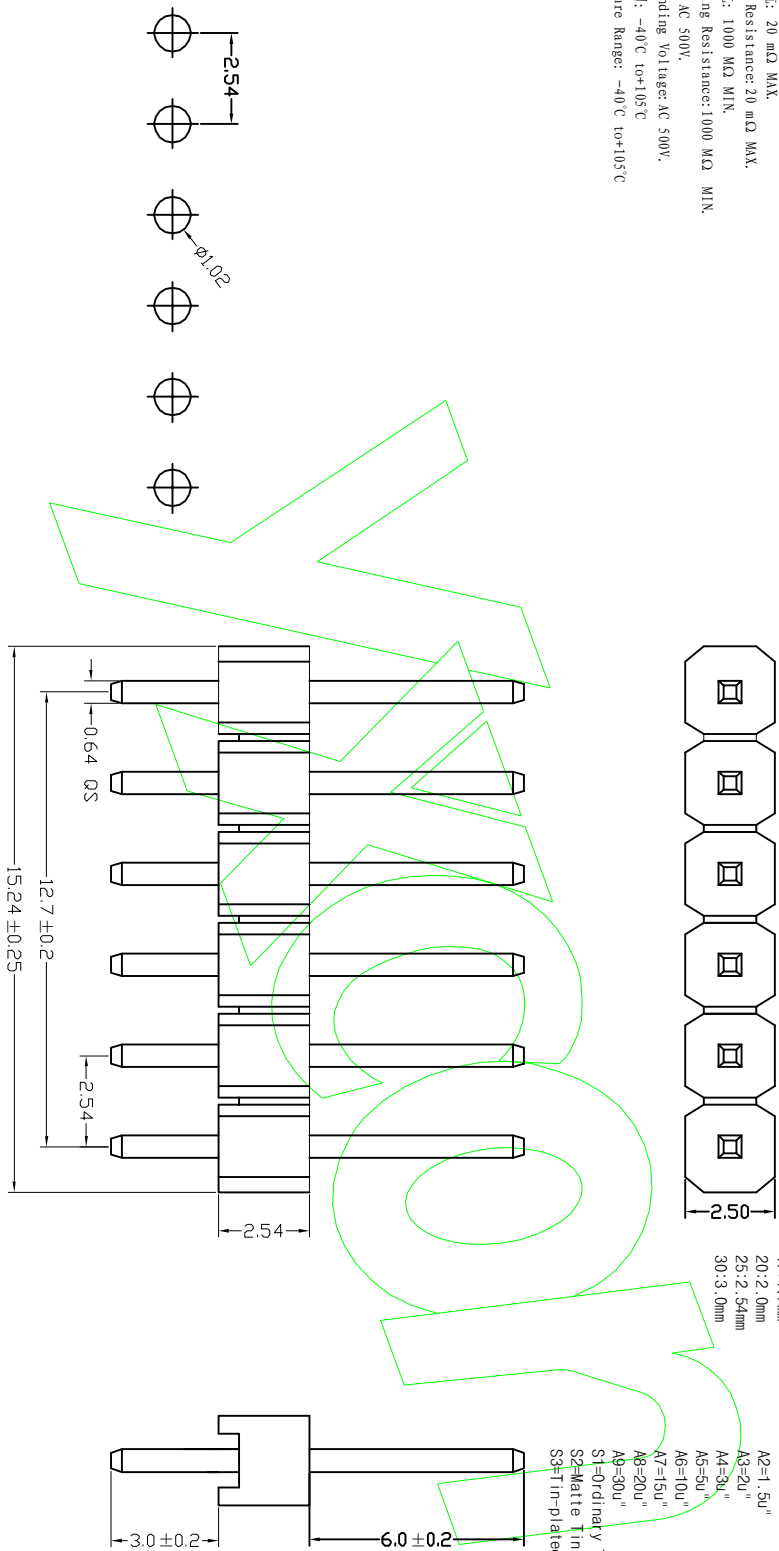 20 mΩ MAX.
Resistance: 20 mΩ MAX.
1000 MΩ MIN.
Resistance: 1000 MΩ MIN.
AC 500V.
Voltage: AC 500V.
-40℃ to+105℃
Range: -40℃ to+105℃
2.54
Ø1.02
0.64 QS
12.7±0.2
15.24±0.25
2.54
2.54
2.50
20:2.0mm
25:2.54mm
30:3.0mm
A2=1.5u"
A3=2u"
A4=3u"
A5=5u"
A6=10u"
A7=15u"
A8=20u"
A9=30u"
S1=Ordinary
S2=Matte Tin
S3=Tin-plated
3.0±0.2
6.0±0.2